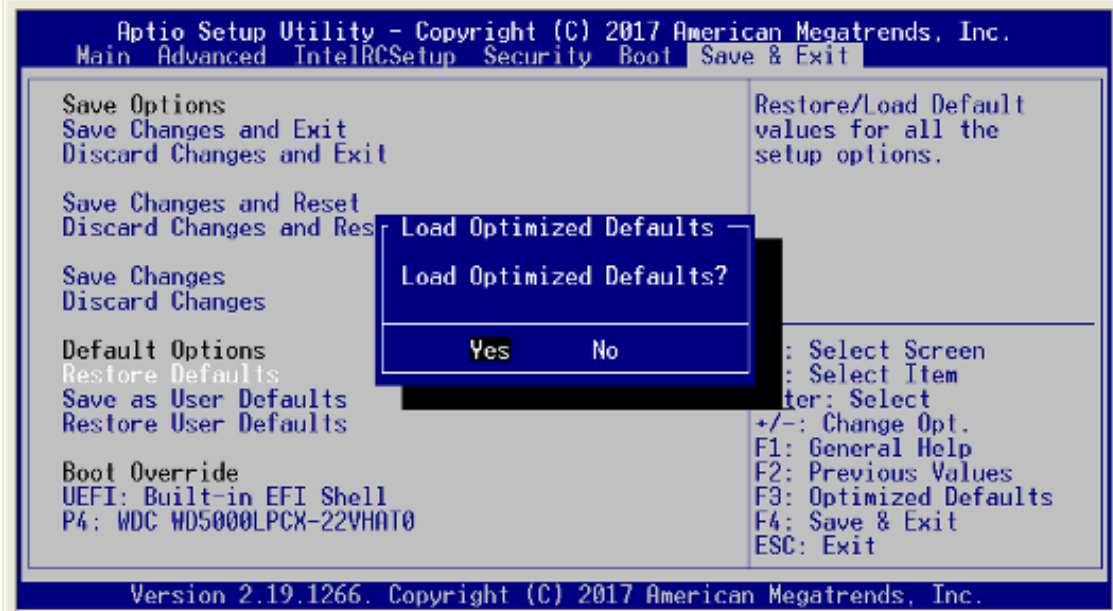 Aptio Setup Utility - Copyright (C) 2017 American Megatrends, Inc.
Main Advanced IntelRCSetup Security Boot Save & Exit
Save Options
Save Changes and Exit
Discard Changes and Exit
Save Changes and Reset
Discard Changes and Res
Save Changes
Discard Changes
Default Options
Restore Defaults
Save as User Defaults
Restore User Defaults
Boot Override
UEFI: Built-in EFI Shell
P4: WDC WD5000LPCX-22VHAT0
Load Optimized Defaults
Load Optimized Defaults?
Yes No
Restore/Load Default
values for all the
setup options.
: Select Screen
: Select Item
ter: Select
+/-: Change Opt.
F1: General Help
F2: Previous Values
F3: Optimized Defaults
F4: Save & Exit
ESC: Exit
Version 2.19.1266. Copyright (C) 2017 American Megatrends, Inc.